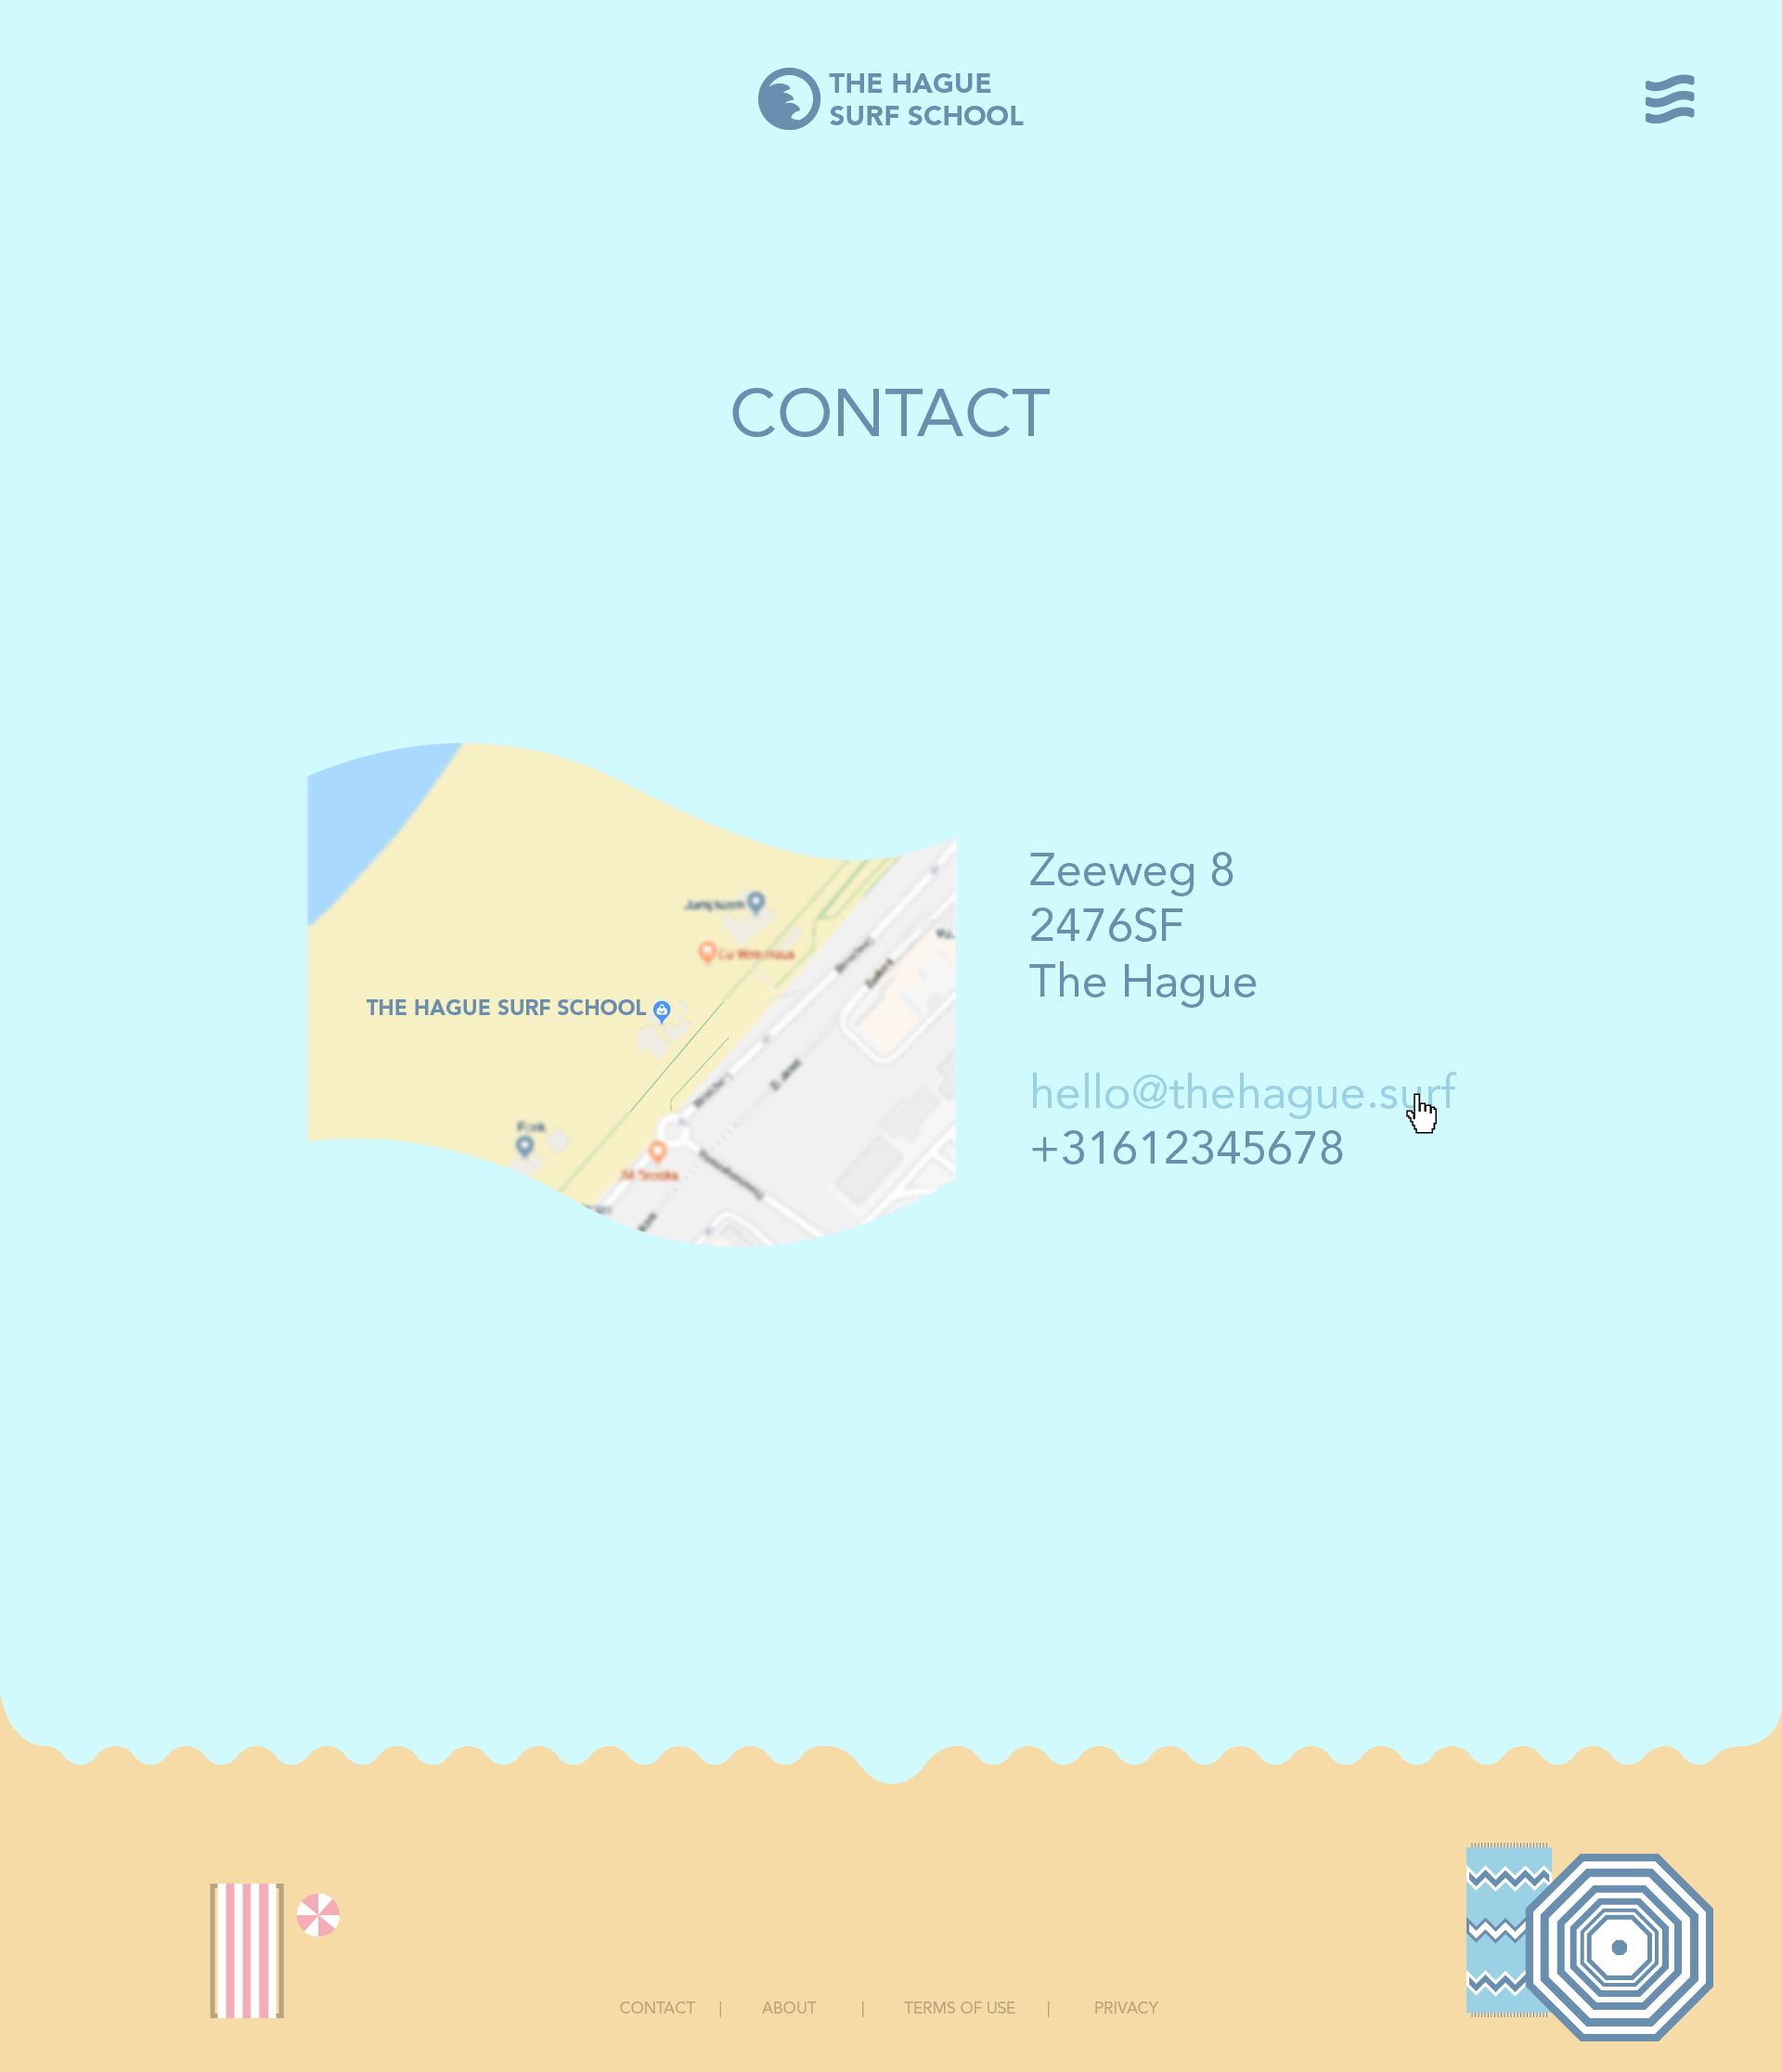 THE HAGUE
SURF SCHOOL
CONTACT
THE HAGUE SURF SCHOOL
Fonk
Zeeweg 8
2476SF
The Hague
hello@thehague.surf
+31612345678
CONTACT | ABOUT | TERMS OF USE | PRIVACY